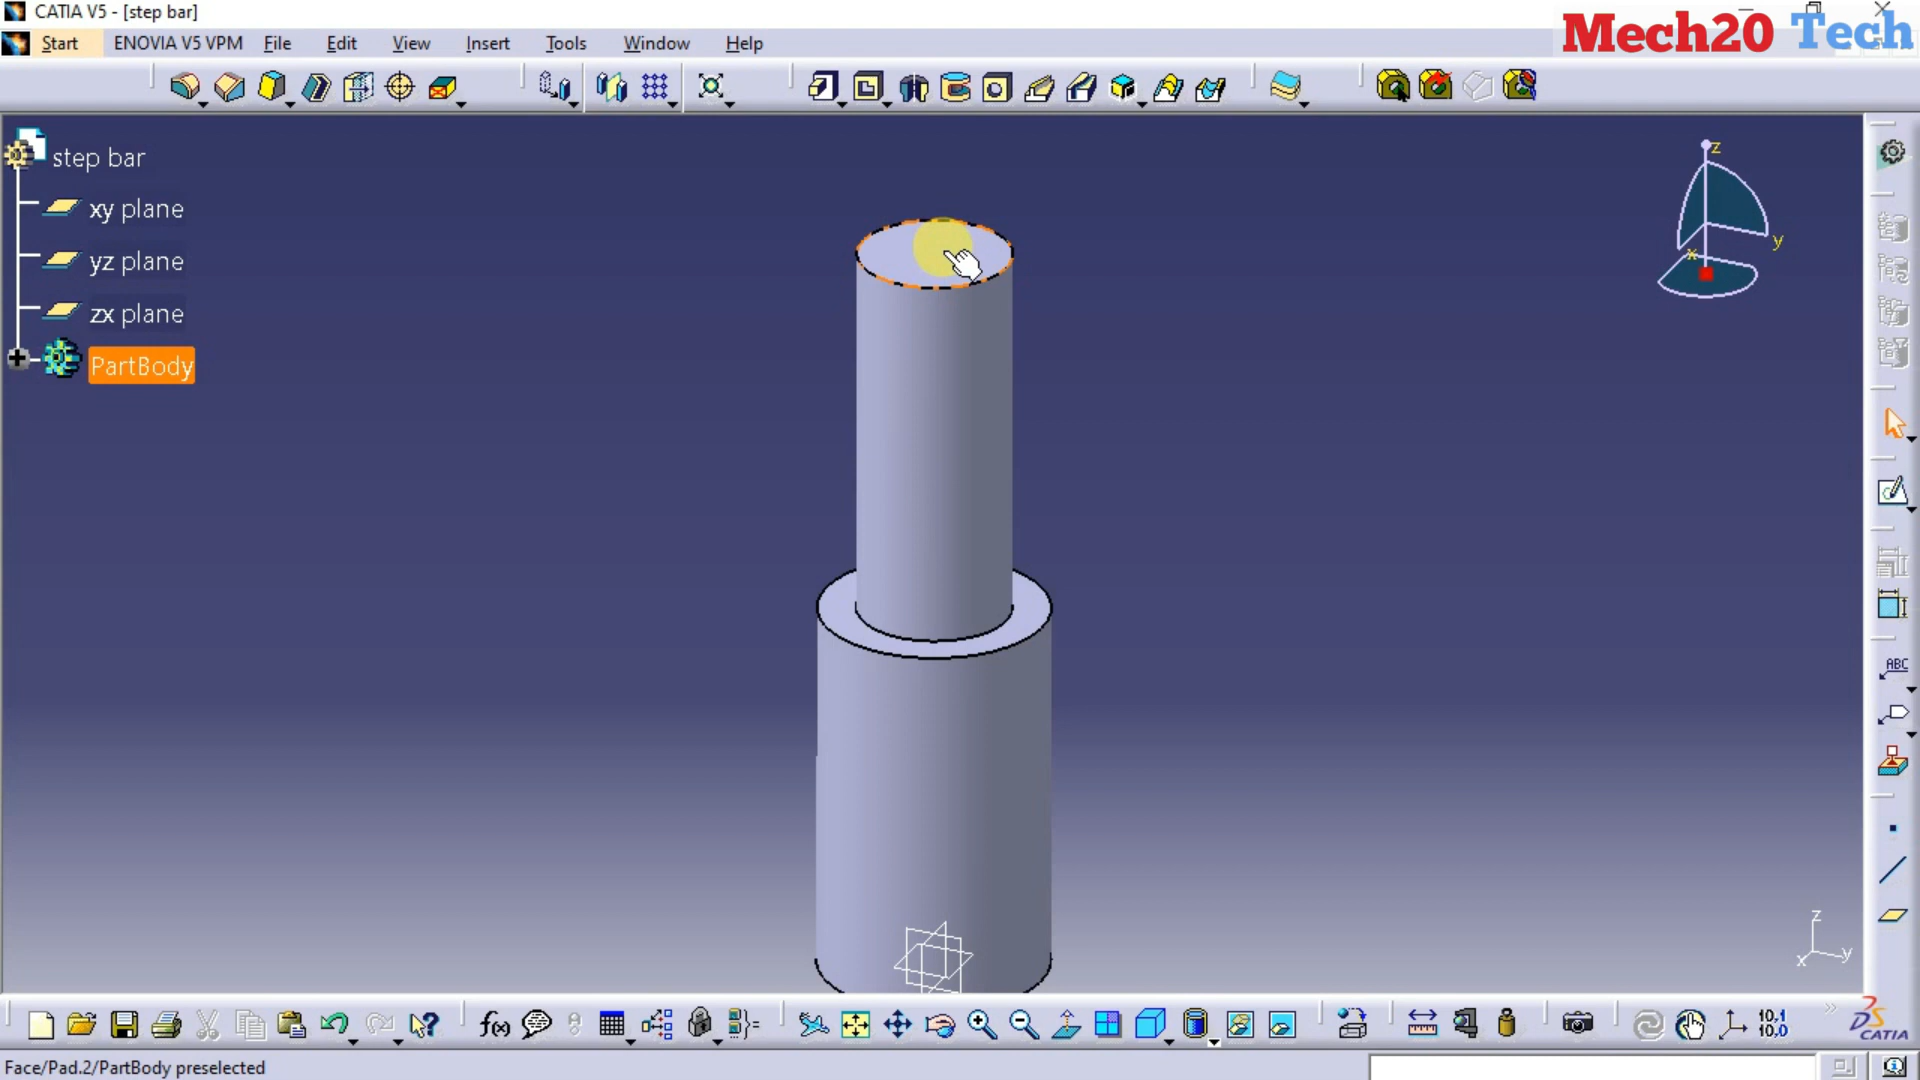 CATIA V5 - [step bar]
Mech20 Tech
Start ENOVIA V5 VPM File Edit View Insert Tools Window Help
step bar
xy plane
yz plane
zx plane
PartBody
z
y
x
ABC
z
x
y
f(x)
10,1
10,0
CATIA
Face/Pad.2/PartBody preselected